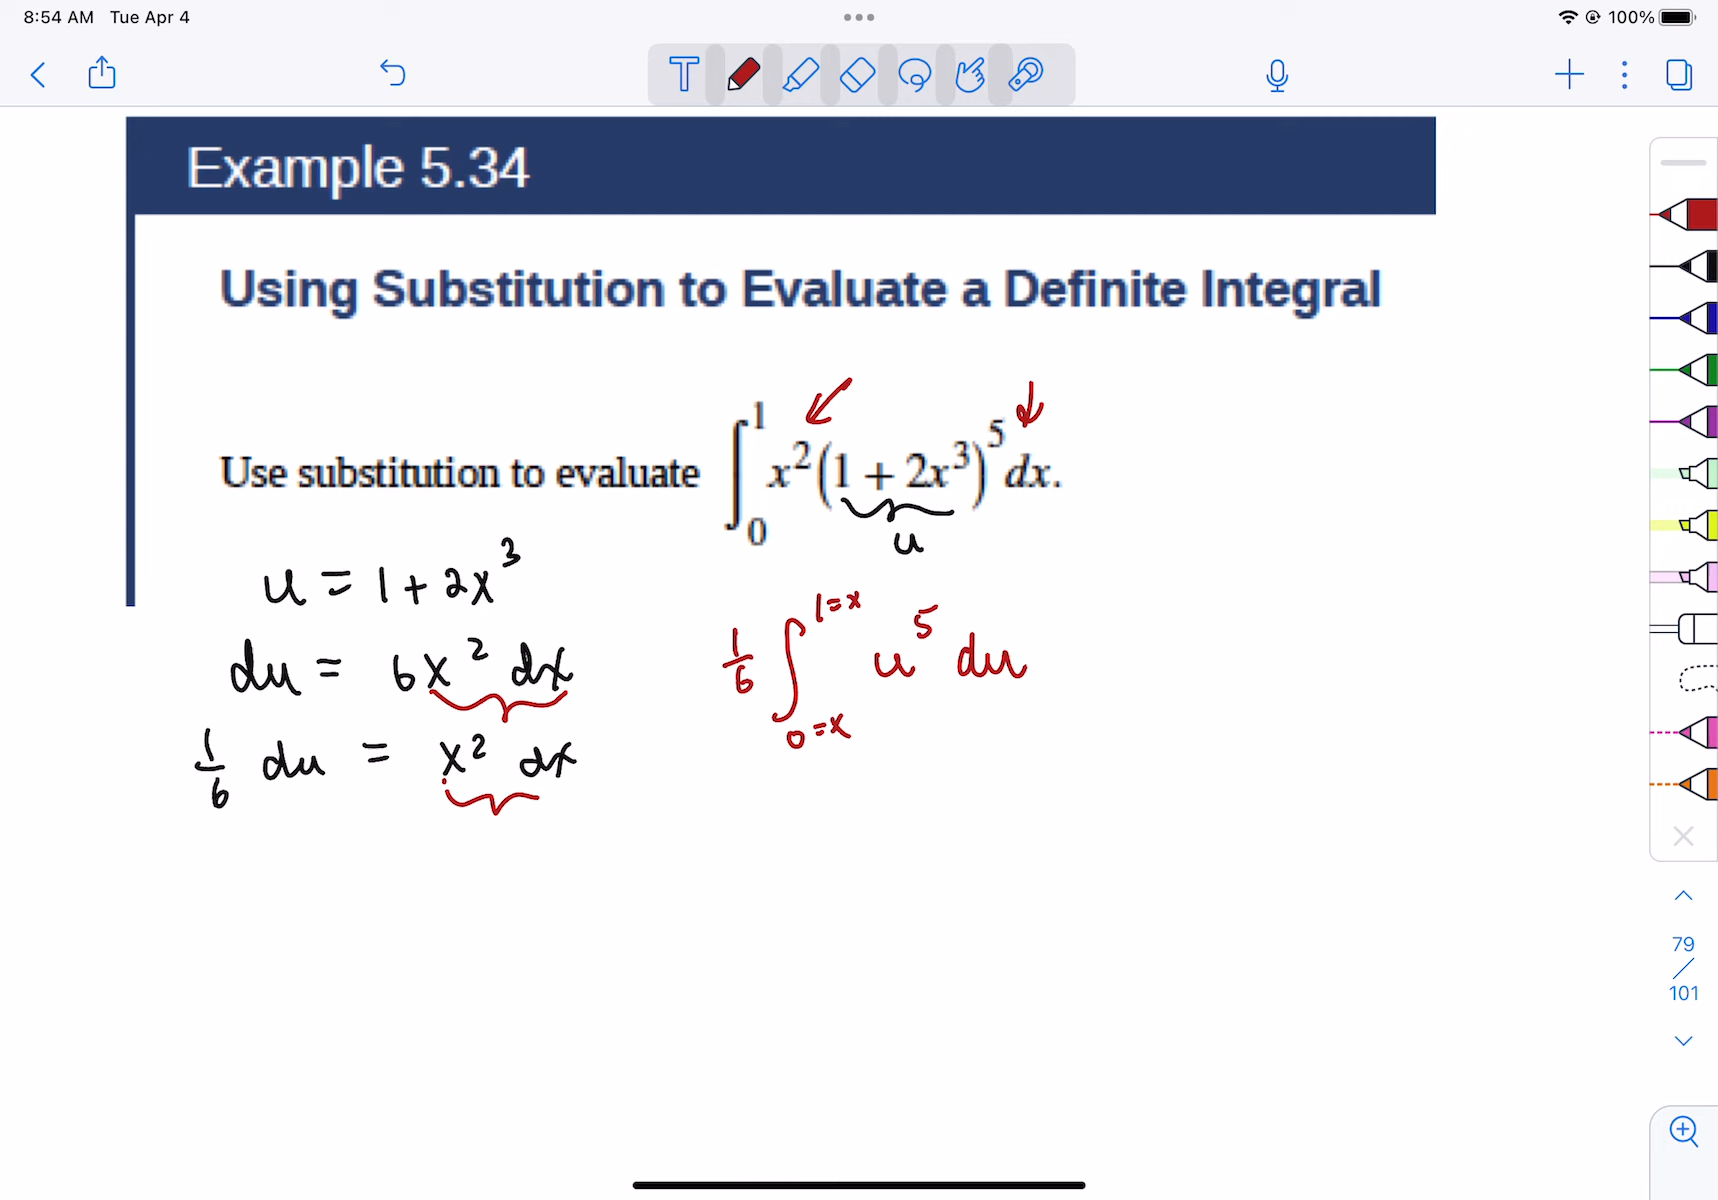 8:54 AM Tue Apr 4
100%
T
Example 5.34
Using Substitution to Evaluate a Definite Integral
Use substitution to evaluate ∫₀¹ x²(1 + 2x³)⁵ dx.
u
u = 1 + 2x³
du = 6x² dx
1/6 du = x² dx
1/6 ∫_{0=x}^{1=x} u⁵ du
79
/
101